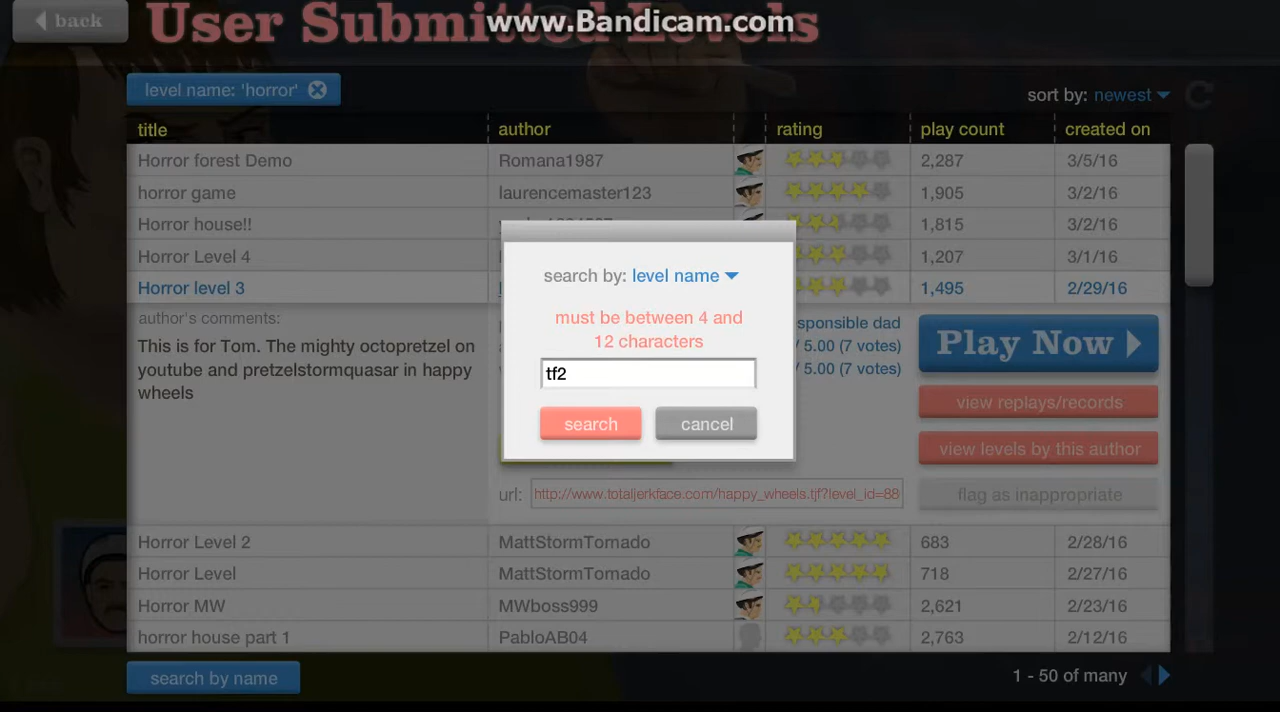 back
User Submitted Levels
www.Bandicam.com
level name: 'horror'
sort by: newest
title author rating play count created on
Horror forest Demo Romana1987 2,287 3/5/16
horror game laurencemaster123 1,905 3/2/16
Horror house!! 1,815 3/2/16
Horror Level 4 1,207 3/1/16
Horror level 3 1,495 2/29/16
search by: level name
must be between 4 and
12 characters
tf2
search cancel
author's comments:
This is for Tom. The mighty octopretzel on
youtube and pretzelstormquasar in happy
wheels
sponsible dad
/ 5.00 (7 votes)
/ 5.00 (7 votes)
Play Now
view replays/records
view levels by this author
url: http://www.totaljerkface.com/happy_wheels.tjf?level_id=88
flag as inappropriate
Horror Level 2 MattStormTornado 683 2/28/16
Horror Level MattStormTornado 718 2/27/16
Horror MW MWboss999 2,621 2/23/16
horror house part 1 PabloAB04 2,763 2/12/16
search by name
1 - 50 of many